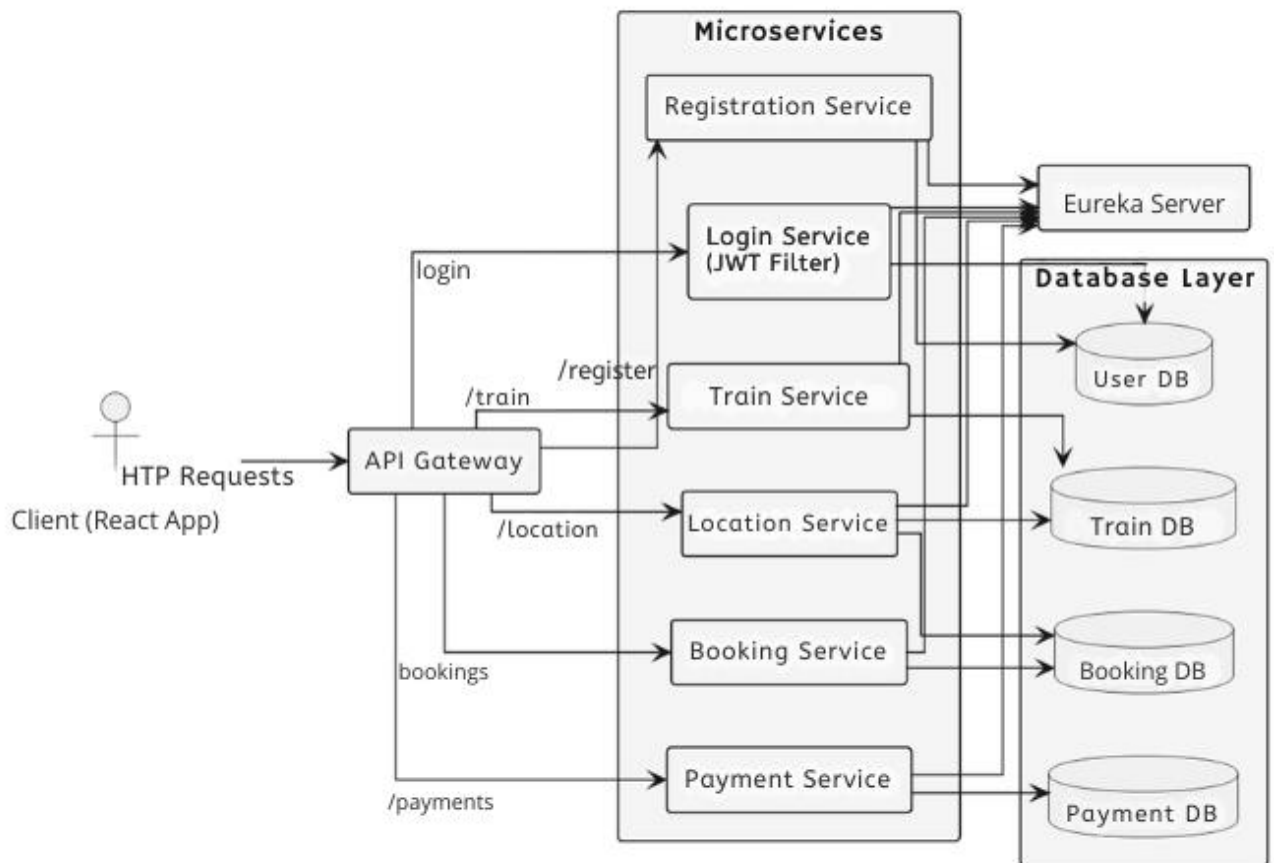 Microservices
Registration Service
Eureka Server
Login Service
(JWT Filter)
login
Database Layer
User DB
/register
/train
Train Service
API Gateway
HTP Requests
Client (React App)
/location
Location Service
Train DB
Booking Service
bookings
Booking DB
Payment Service
/payments
Payment DB